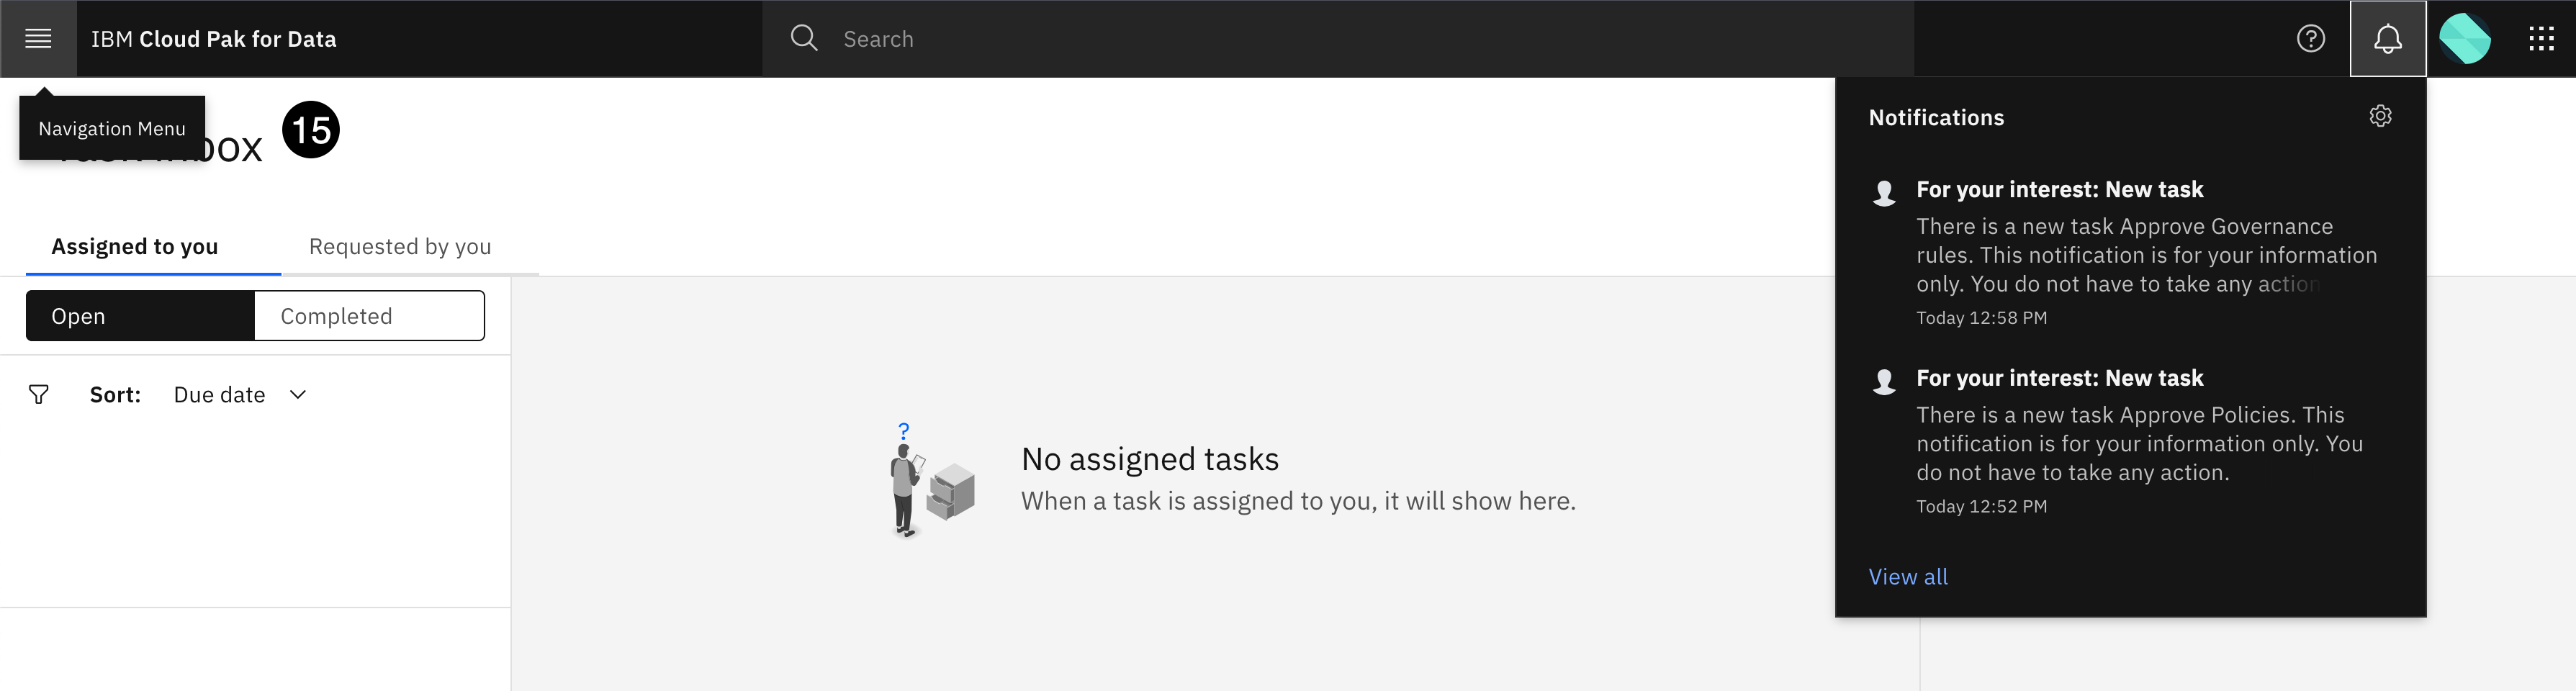 IBM Cloud Pak for Data
Search
Navigation Menu
box
15
Notifications
For your interest: New task
There is a new task Approve Governance
rules. This notification is for your information
only. You do not have to take any action
Today 12:58 PM
For your interest: New task
There is a new task Approve Policies. This
notification is for your information only. You
do not have to take any action.
Today 12:52 PM
View all
Assigned to you
Requested by you
Open
Completed
Sort:
Due date
?
No assigned tasks
When a task is assigned to you, it will show here.